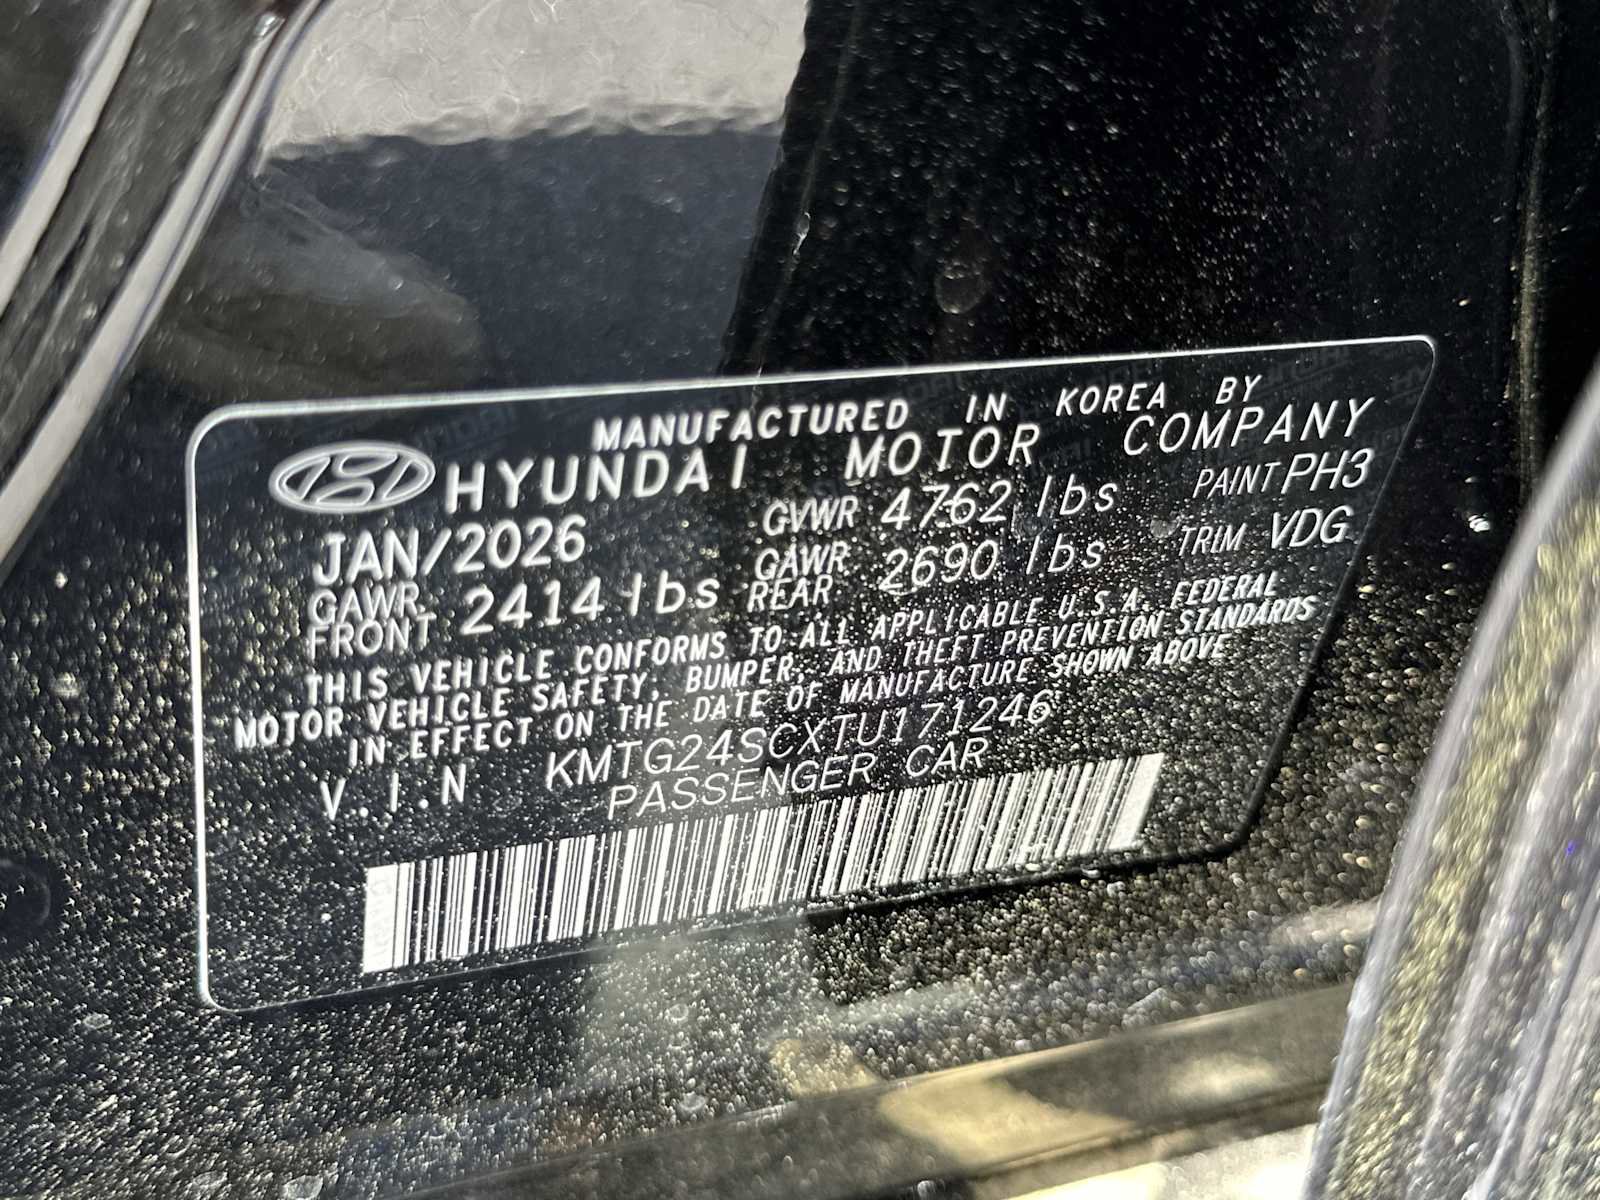 MANUFACTURED IN KOREA BY
HYUNDAI MOTOR COMPANY
JAN/2026 GVWR 4762 lbs PAINT PH3
GAWR FRONT 2414 lbs GAWR REAR 2690 lbs TRIM VDG
THIS VEHICLE CONFORMS TO ALL APPLICABLE U.S.A. FEDERAL
MOTOR VEHICLE SAFETY, BUMPER, AND THEFT PREVENTION STANDARDS
IN EFFECT ON THE DATE OF MANUFACTURE SHOWN ABOVE
V.I.N KMTG24SCXTU171246
PASSENGER CAR